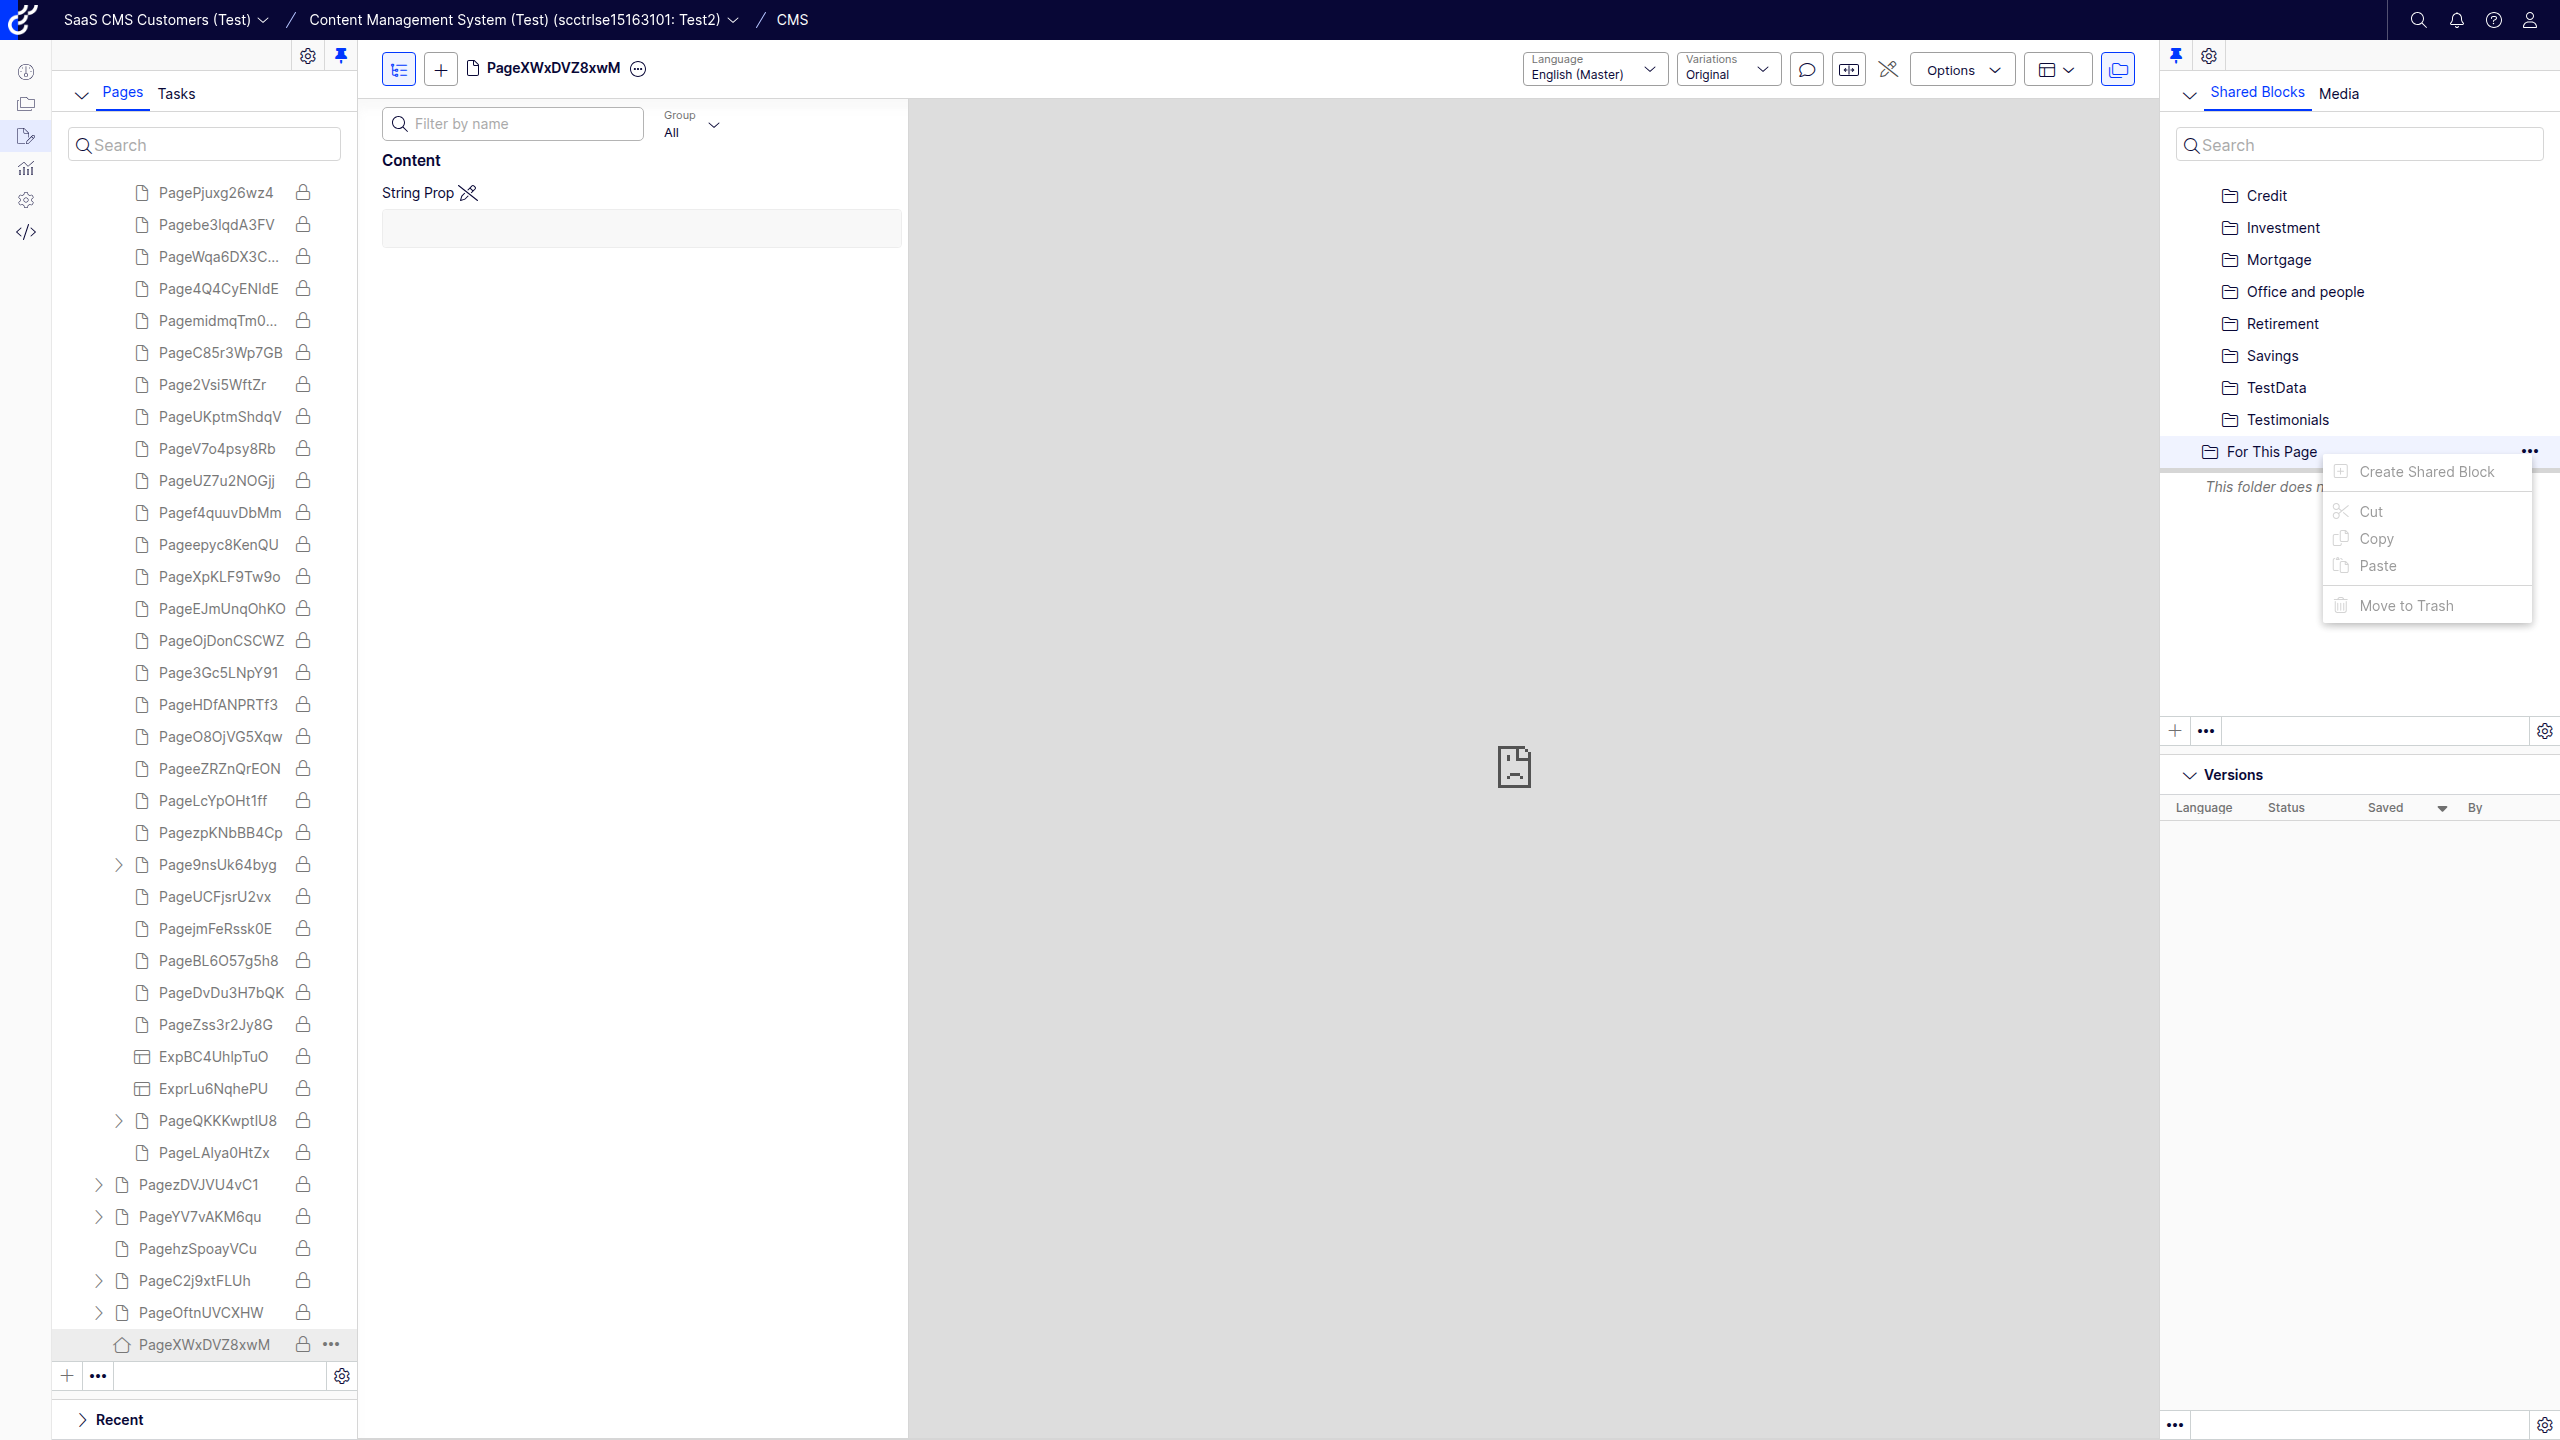 SaaS CMS Customers (Test) / Content Management System (Test) (scctrlse15163101: Test2) / CMS
Pages Tasks
Search
PagePjuxg26wz4
Pagebe3lqdA3FV
PageWqa6DX3C...
Page4Q4CyENldE
PagemidmqTm0...
PageC85r3Wp7GB
Page2Vsi5WftZr
PageUKptmShdqV
PageV7o4psy8Rb
PageUZ7u2NOGjj
Pagef4quuvDbMm
Pageepyc8KenQU
PageXpKLF9Tw9o
PageEJmUnqOhKO
PageOjDonCSCWZ
Page3Gc5LNpY91
PageHDfANPRTf3
PageO8OjVG5Xqw
PageeZRZnQrEON
PageLcYpOHt1ff
PagezpKNbBB4Cp
Page9nsUk64byg
PageUCFjsrU2vx
PagejmFeRssk0E
PageBL6O57g5h8
PageDvDu3H7bQK
PageZss3r2Jy8G
ExpBC4UhlpTuO
ExprLu6NqhePU
PageQKKKwptlU8
PageLAlya0HtZx
PagezDVJVU4vC1
PageYV7vAKM6qu
PagehzSpoayVCu
PageC2j9xtFLUh
PageOftnUVCXHW
PageXWxDVZ8xwM
Recent
PageXWxDVZ8xwM
Language
English (Master)
Variations
Original
Options
Filter by name
Group
All
Content
String Prop
Shared Blocks Media
Search
Credit
Investment
Mortgage
Office and people
Retirement
Savings
TestData
Testimonials
For This Page
This folder does n
Create Shared Block
Cut
Copy
Paste
Move to Trash
Versions
Language Status Saved By